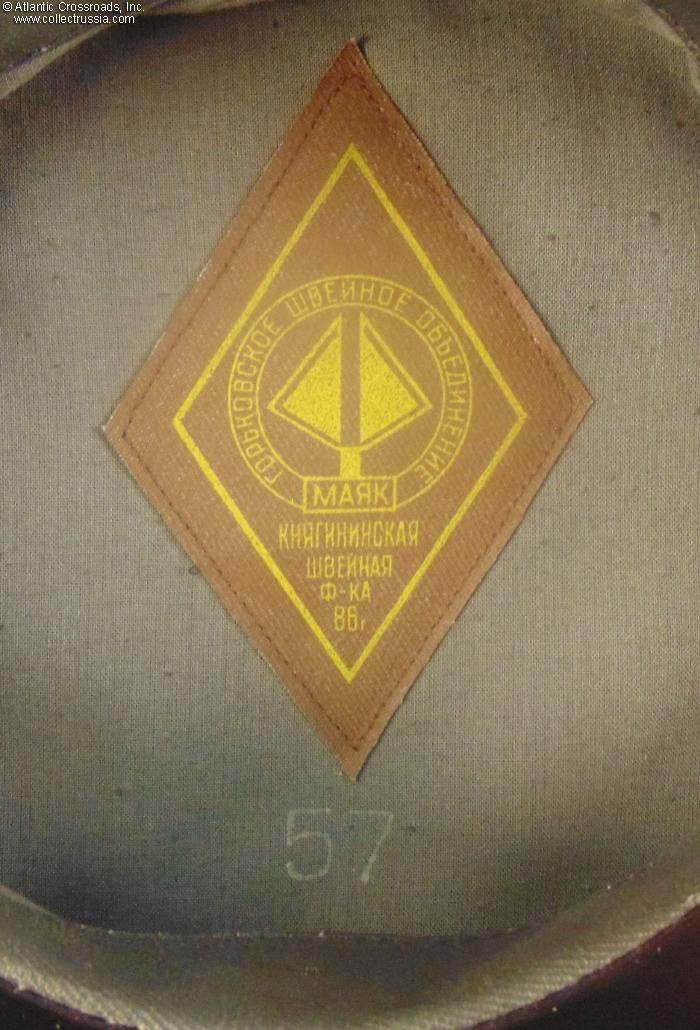 © Atlantic Crossroads, Inc.
www.collectrussia.com
ГОРЬКОВСКОЕ ШВЕЙНОЕ ОБЪЕДИНЕНИЕ
МАЯК
КНЯГИНИНСКАЯ
ШВЕЙНАЯ
Ф-КА
86г
57